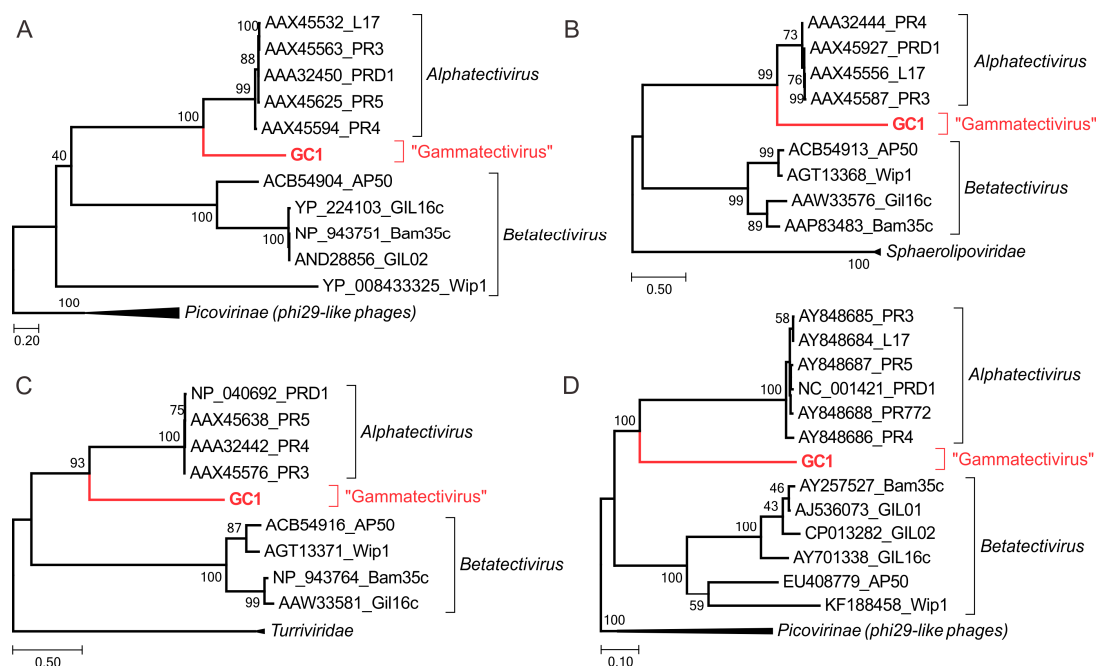 A
100
AAX45532_L17
AAX45563_PR3
88
AAA32450_PRD1
Alphatectivirus
99
AAX45625_PR5
100
AAX45594_PR4
GC1
"Gammatectivirus"
40
ACB54904_AP50
100
YP_224103_GIL16c
NP_943751_Bam35c
Betatectivirus
100
AND28856_GIL02
YP_008433325_Wip1
100
Picovirinae (phi29-like phages)
0.20
B
AAA32444_PR4
73
AAX45927_PRD1
Alphatectivirus
99
76
AAX45556_L17
99
AAX45587_PR3
GC1
"Gammatectivirus"
99
ACB54913_AP50
AGT13368_Wip1
Betatectivirus
99
AAW33576_Gil16c
89
AAP83483_Bam35c
100
Sphaerolipoviridae
0.50
C
NP_040692_PRD1
75
AAX45638_PR5
Alphatectivirus
100
AAA32442_PR4
93
AAX45576_PR3
GC1
"Gammatectivirus"
87
ACB54916_AP50
AGT13371_Wip1
Betatectivirus
100
NP_943764_Bam35c
99
AAW33581_Gil16c
Turriviridae
0.50
D
58
AY848685_PR3
AY848684_L17
AY848687_PR5
Alphatectivirus
100
NC_001421_PRD1
AY848688_PR772
100
AY848686_PR4
GC1
"Gammatectivirus"
46
AY257527_Bam35c
43
AJ536073_GIL01
100
CP013282_GIL02
AY701338_GIL16c
Betatectivirus
100
EU408779_AP50
59
KF188458_Wip1
100
Picovirinae (phi29-like phages)
0.10